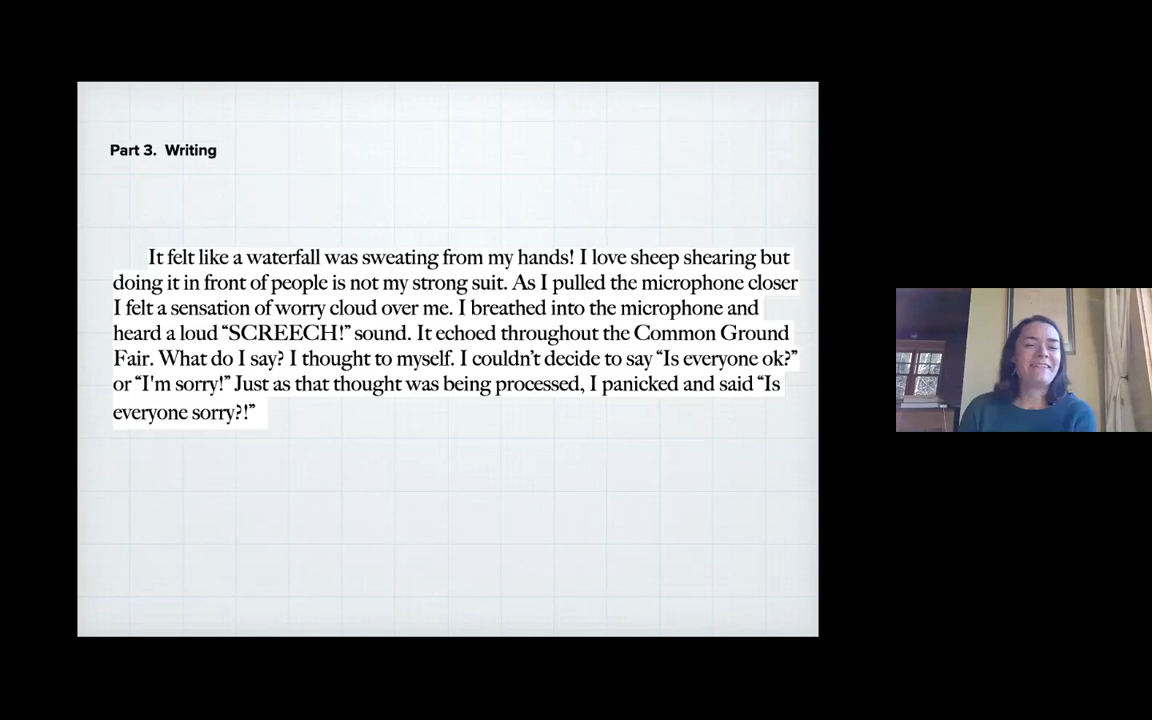 Part 3.  Writing
It felt like a waterfall was sweating from my hands! I love sheep shearing but
doing it in front of people is not my strong suit. As I pulled the microphone closer
I felt a sensation of worry cloud over me. I breathed into the microphone and
heard a loud “SCREECH!” sound. It echoed throughout the Common Ground
Fair. What do I say? I thought to myself. I couldn’t decide to say “Is everyone ok?”
or “I'm sorry!” Just as that thought was being processed, I panicked and said “Is
everyone sorry?!”